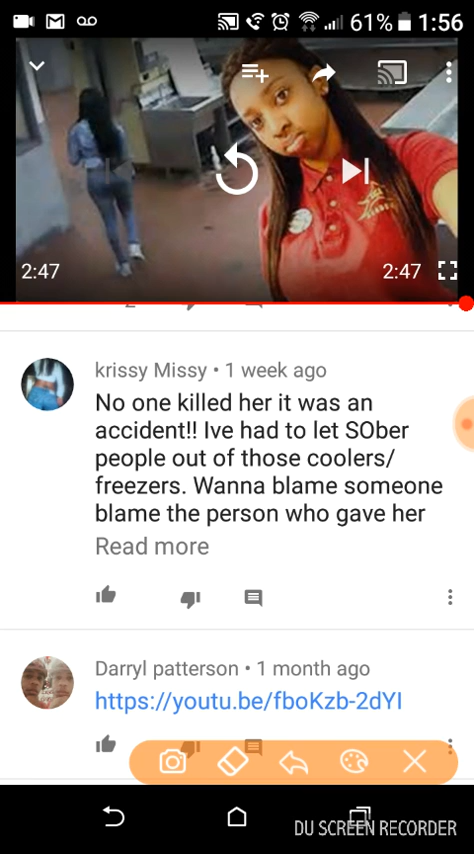 61% 1:56
2:47 2:47
krissy Missy • 1 week ago
No one killed her it was an
accident!! Ive had to let SOber
people out of those coolers/
freezers. Wanna blame someone
blame the person who gave her
Read more
Darryl patterson • 1 month ago
https://youtu.be/fboKzb-2dYI
DU SCREEN RECORDER